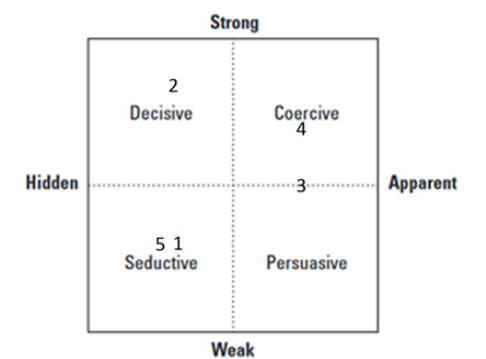 Strong
2
Decisive Coercive
4
Hidden 3 Apparent
5 1
Seductive Persuasive
Weak